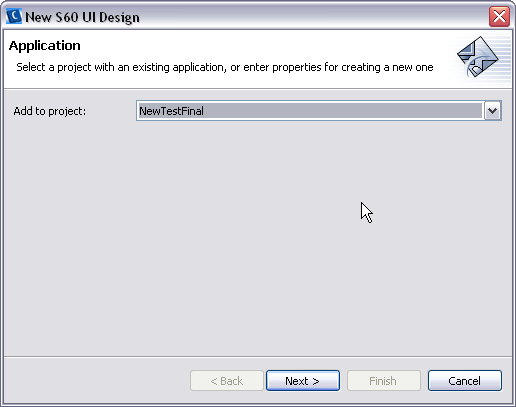 New S60 UI Design
Application
Select a project with an existing application, or enter properties for creating a new one
Add to project: NewTestFinal
< Back Next > Finish Cancel